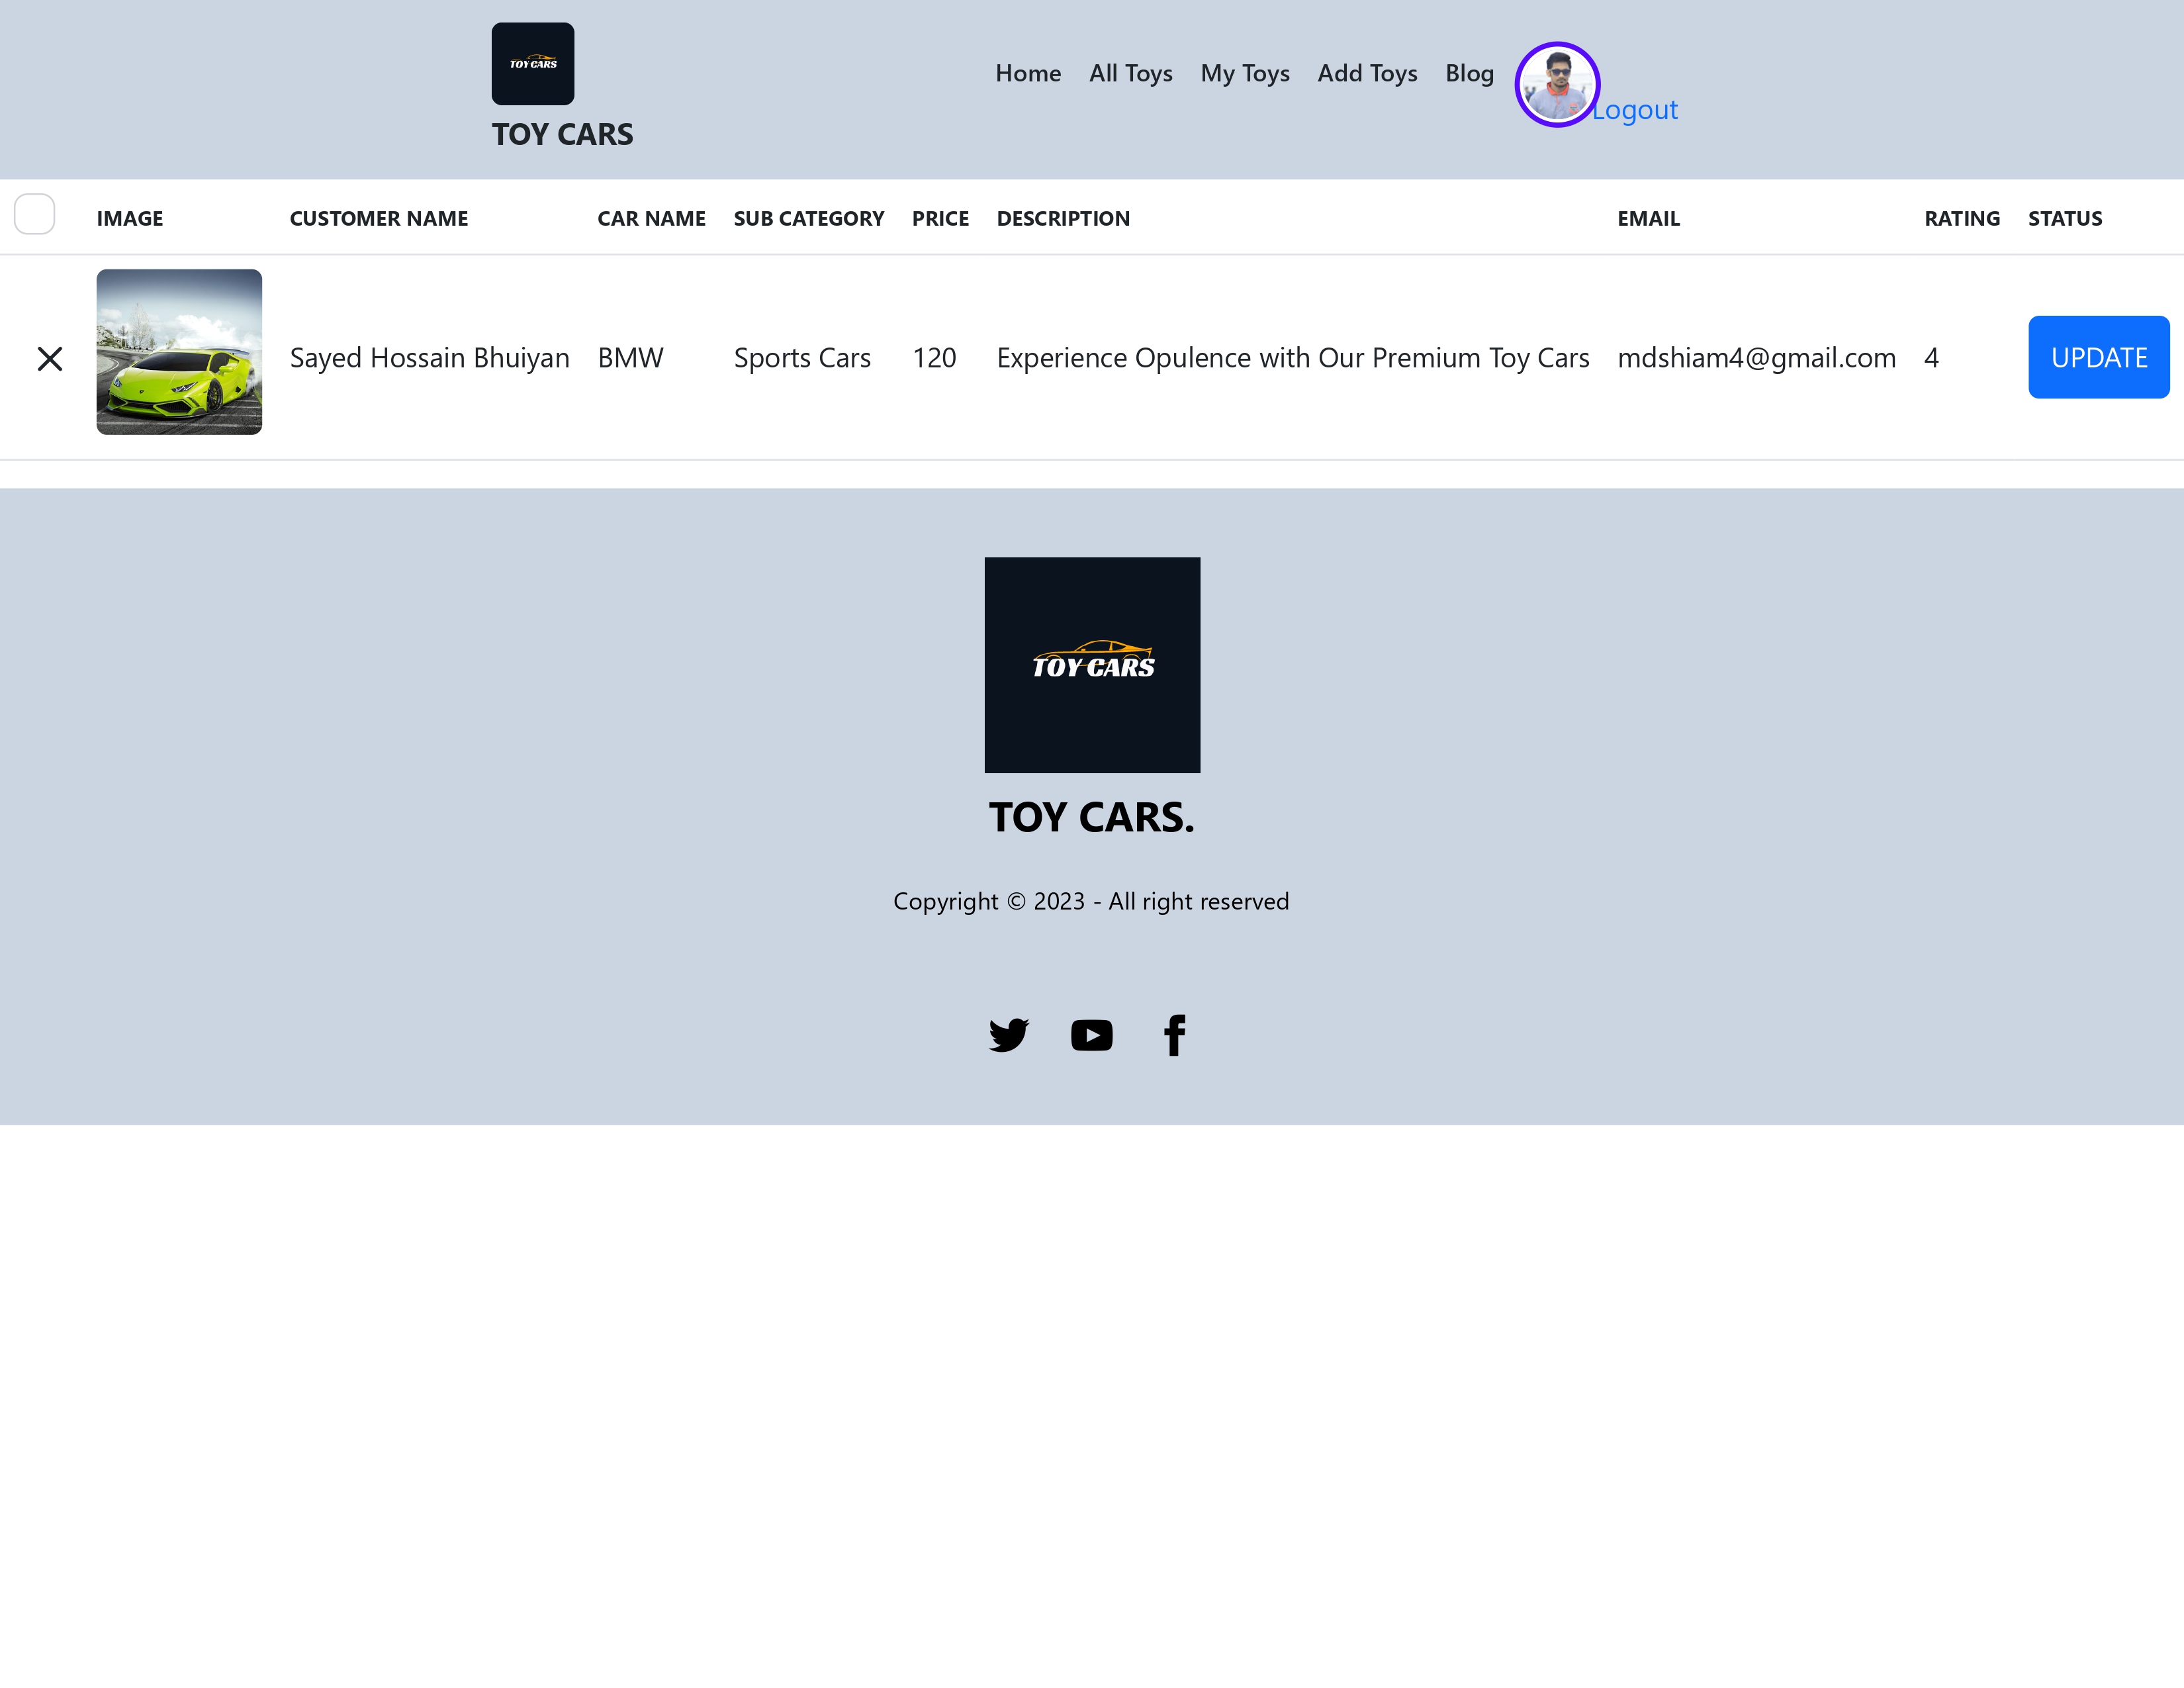 TOY CARS
TOY CARS
Home All Toys My Toys Add Toys Blog
Logout
IMAGE CUSTOMER NAME CAR NAME SUB CATEGORY PRICE DESCRIPTION EMAIL RATING STATUS
Sayed Hossain Bhuiyan BMW Sports Cars 120 Experience Opulence with Our Premium Toy Cars mdshiam4@gmail.com 4 UPDATE
TOY CARS
TOY CARS.
Copyright © 2023 - All right reserved